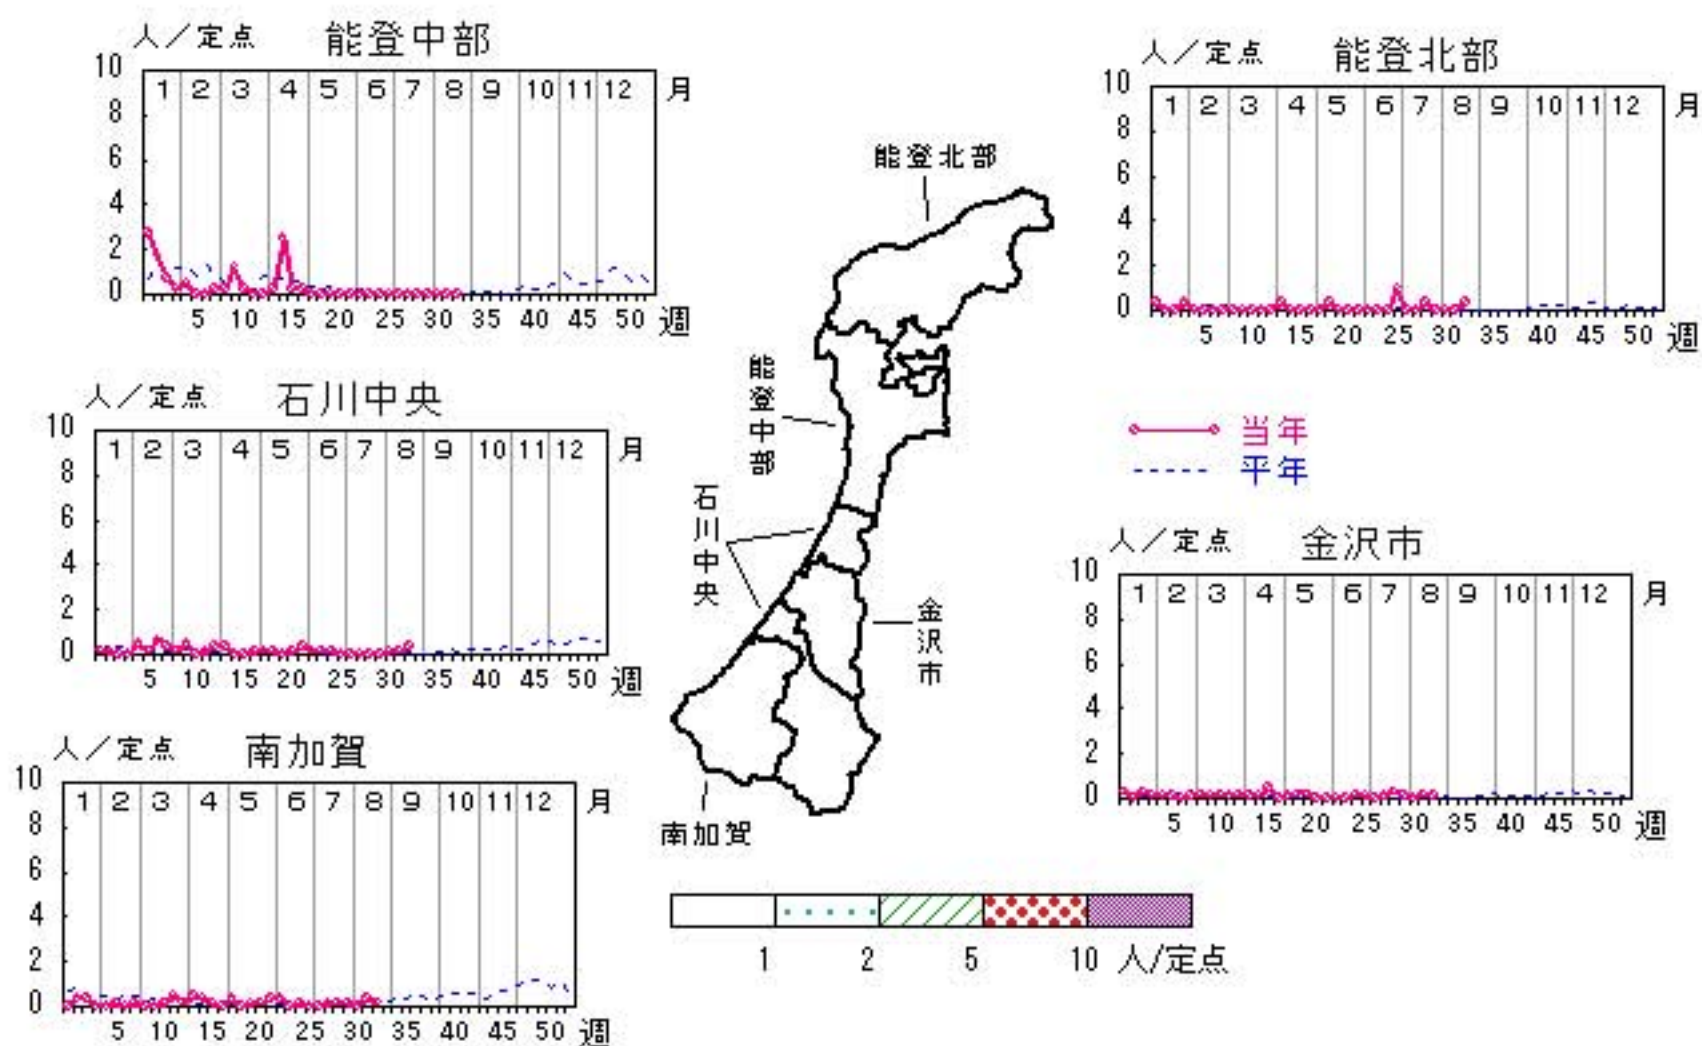 人／定点 能登中部
10 8 6 4 2 0
1 2 3 4 5 6 7 8 9 10 11 12 月
5 10 15 20 25 30 35 40 45 50 週
人／定点 能登北部
10 8 6 4 2 0
1 2 3 4 5 6 7 8 9 10 11 12 月
5 10 15 20 25 30 35 40 45 50 週
人／定点 石川中央
10 8 6 4 2 0
1 2 3 4 5 6 7 8 9 10 11 12 月
5 10 15 20 25 30 35 40 45 50 週
当年
平年
人／定点 金沢市
10 8 6 4 2 0
1 2 3 4 5 6 7 8 9 10 11 12 月
5 10 15 20 25 30 35 40 45 50 週
人／定点 南加賀
10 8 6 4 2 0
1 2 3 4 5 6 7 8 9 10 11 12 月
5 10 15 20 25 30 35 40 45 50 週
能登北部
能登中部
石川中央
金沢市
南加賀
1 2 5 10 人/定点